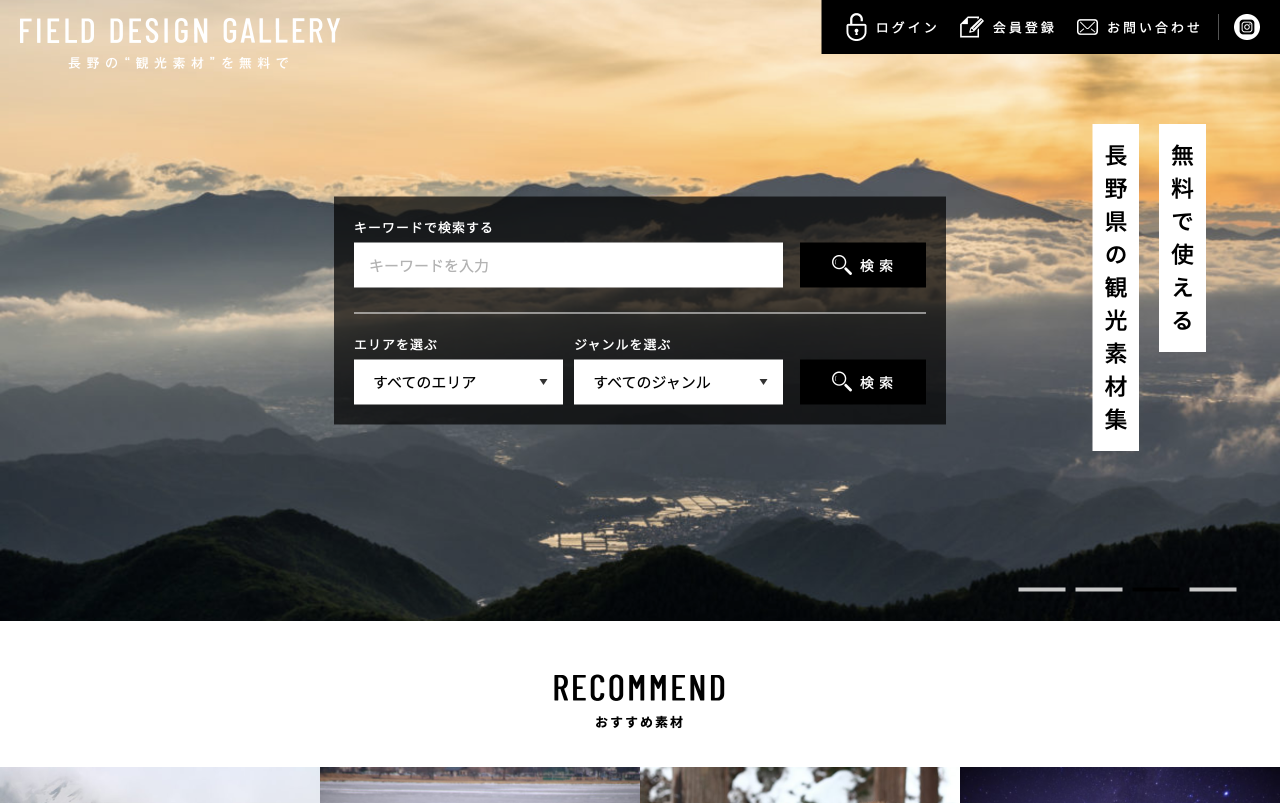 FIELD DESIGN GALLERY
長野の"観光素材"を無料で
ログイン
会員登録
お問い合わせ
無料で使える
長野県の観光素材集
キーワードで検索する
キーワードを入力
検索
エリアを選ぶ
ジャンルを選ぶ
すべてのエリア
すべてのジャンル
検索
RECOMMEND
おすすめ素材